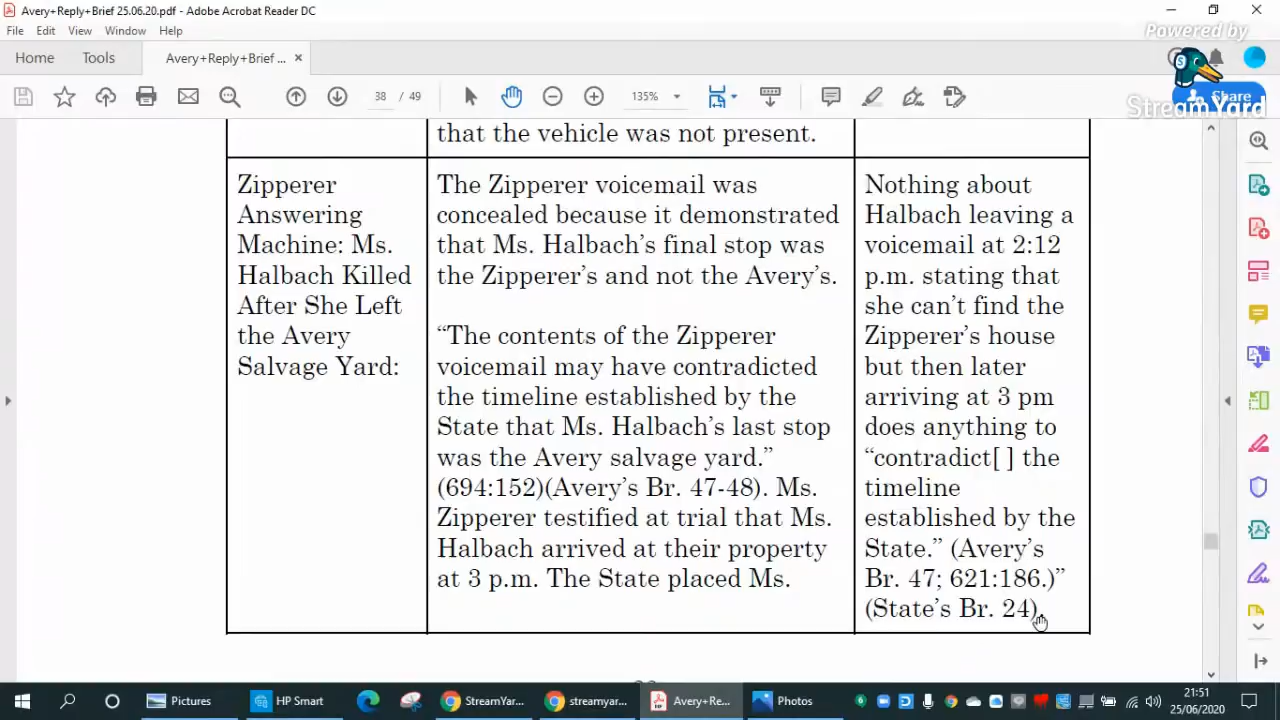 Avery+Reply+Brief 25.06.20.pdf - Adobe Acrobat Reader DC
Powered by
File Edit View Window Help
Home Tools Avery+Reply+Brief ... ×
StreamYard
Share
38 / 49
135%
that the vehicle was not present.
Zipperer
Answering
Machine: Ms.
Halbach Killed
After She Left
the Avery
Salvage Yard:
The Zipperer voicemail was
concealed because it demonstrated
that Ms. Halbach's final stop was
the Zipperer's and not the Avery's.
“The contents of the Zipperer
voicemail may have contradicted
the timeline established by the
State that Ms. Halbach's last stop
was the Avery salvage yard.”
(694:152)(Avery's Br. 47-48). Ms.
Zipperer testified at trial that Ms.
Halbach arrived at their property
at 3 p.m. The State placed Ms.
Nothing about
Halbach leaving a
voicemail at 2:12
p.m. stating that
she can't find the
Zipperer's house
but then later
arriving at 3 pm
does anything to
“contradict[ ] the
timeline
established by the
State.” (Avery's
Br. 47; 621:186.)”
(State's Br. 24).
Pictures HP Smart StreamYar... streamyar... Avery+Re... Photos
21:51
25/06/2020